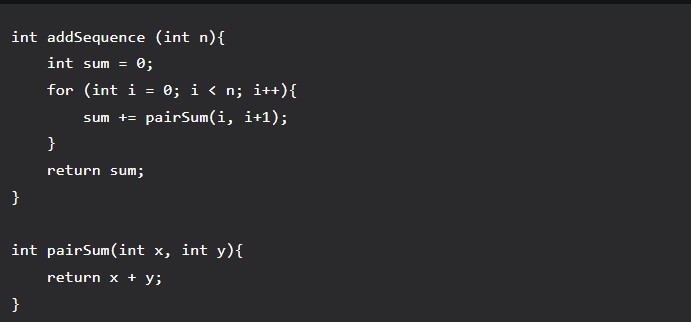 int addSequence (int n){
    int sum = 0;
    for (int i = 0; i < n; i++){
        sum += pairSum(i, i+1);
    }
    return sum;
}

int pairSum(int x, int y){
    return x + y;
}